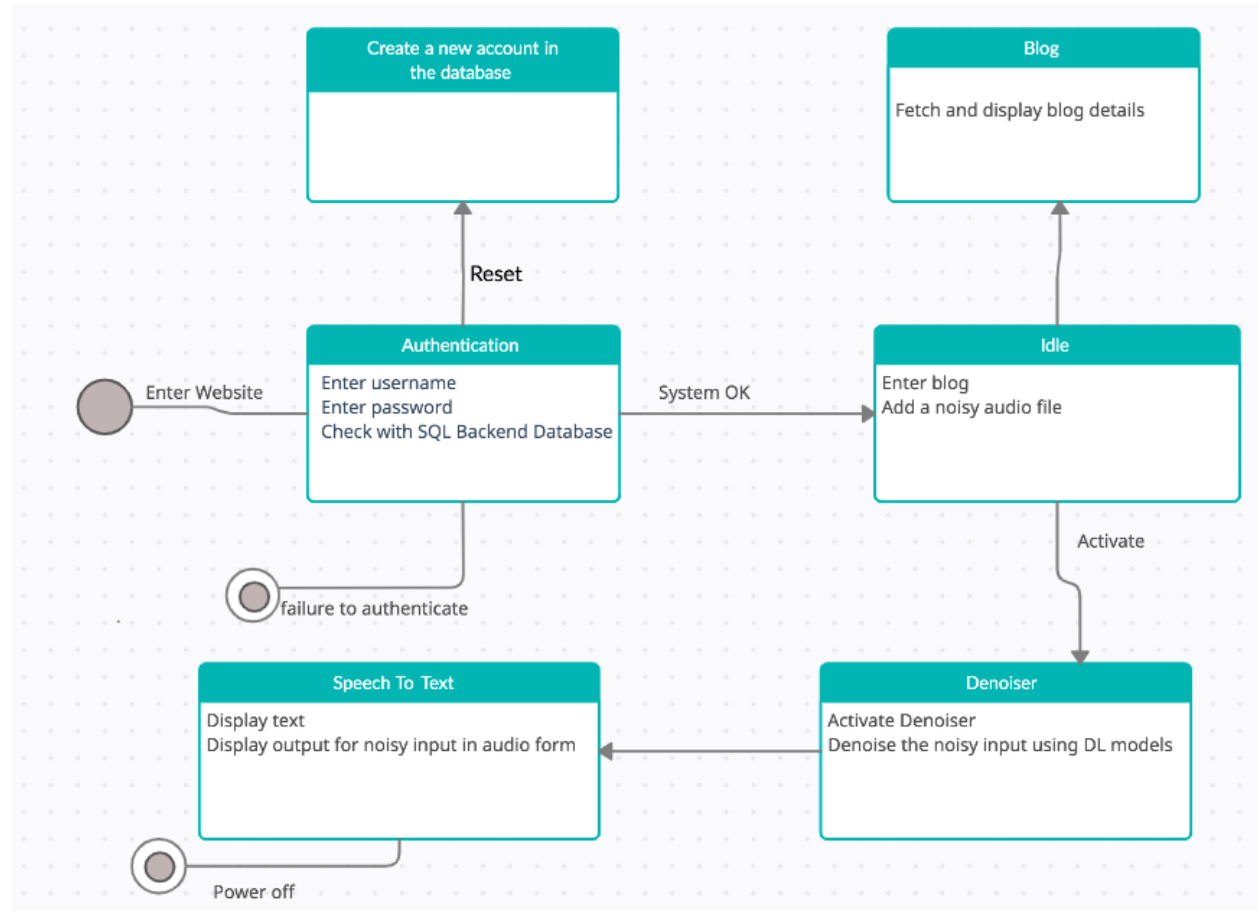 Create a new account in
the database
Blog
Fetch and display blog details
Reset
Authentication
Enter username
Enter password
Check with SQL Backend Database
Enter Website
System OK
Idle
Enter blog
Add a noisy audio file
Activate
failure to authenticate
Speech To Text
Display text
Display output for noisy input in audio form
Denoiser
Activate Denoiser
Denoise the noisy input using DL models
Power off